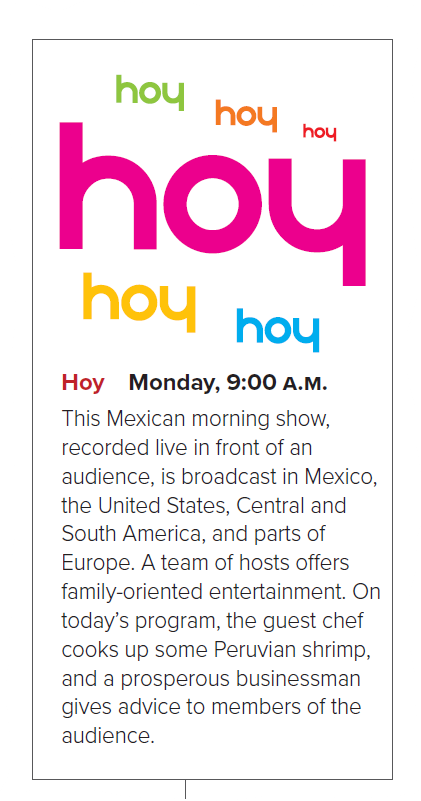 hoy
hoy
hoy
hoy
hoy
hoy
Hoy Monday, 9:00 A.M.
This Mexican morning show,
recorded live in front of an
audience, is broadcast in Mexico,
the United States, Central and
South America, and parts of
Europe. A team of hosts offers
family-oriented entertainment. On
today’s program, the guest chef
cooks up some Peruvian shrimp,
and a prosperous businessman
gives advice to members of the
audience.